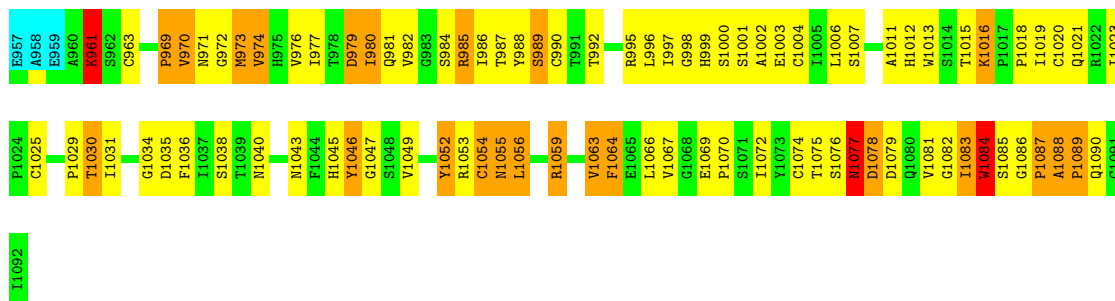 E957 A958 E959 A960 K961 S962 C963 P969 V970 N971 G972 M973 V974 H975 V976 I977 T978 D979 I980 Q981 V982 G983 S984 R985 I986 T987 Y988 S989 C990 T991 T992 R995 L996 I997 G998 H999 S1000 S1001 A1002 E1003 C1004 I1005 L1006 S1007 A1011 H1012 W1013 S1014 T1015 K1016 P1017 P1018 I1019 C1020 Q1021 R1022
P1024 C1025 P1029 T1030 I1031 G1034 D1035 F1036 I1037 S1038 T1039 N1040 N1043 F1044 H1045 Y1046 G1047 S1048 V1049 Y1052 R1053 C1054 N1055 L1056 R1059 V1063 F1064 E1065 L1066 V1067 G1068 E1069 P1070 S1071 I1072 Y1073 C1074 T1075 S1076 N1077 D1078 D1079 Q1080 V1081 G1082 I1083 W1084 S1085 G1086 P1087 A1088 P1089 Q1090
I1092